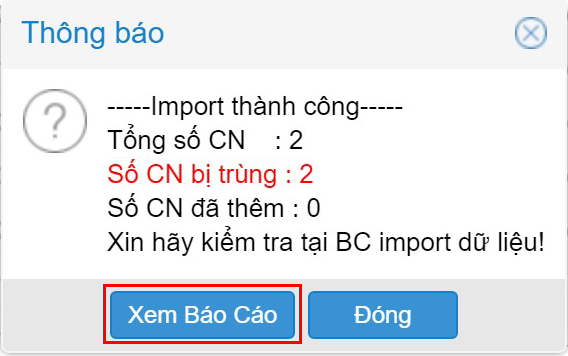 Thông báo
-----Import thành công-----
Tổng số CN : 2
Số CN bị trùng : 2
Số CN đã thêm : 0
Xin hãy kiểm tra tại BC import dữ liệu!
Xem Báo Cáo Đóng